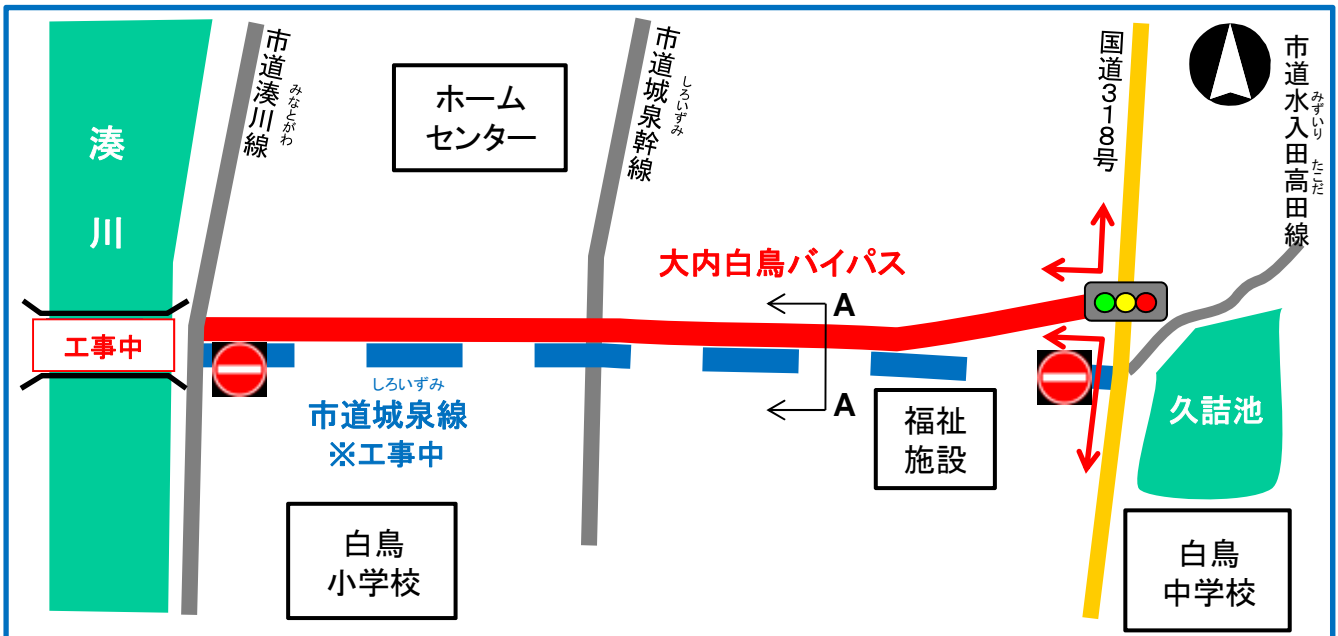 湊川
市道湊川線
みなとがわ
ホーム
センター
市道城泉幹線
しろいずみ
国道318号
市道水入田高田線
みずいり たこだ
大内白鳥バイパス
A
A
工事中
しろいずみ
市道城泉線
※工事中
福祉
施設
久詰池
白鳥
小学校
白鳥
中学校